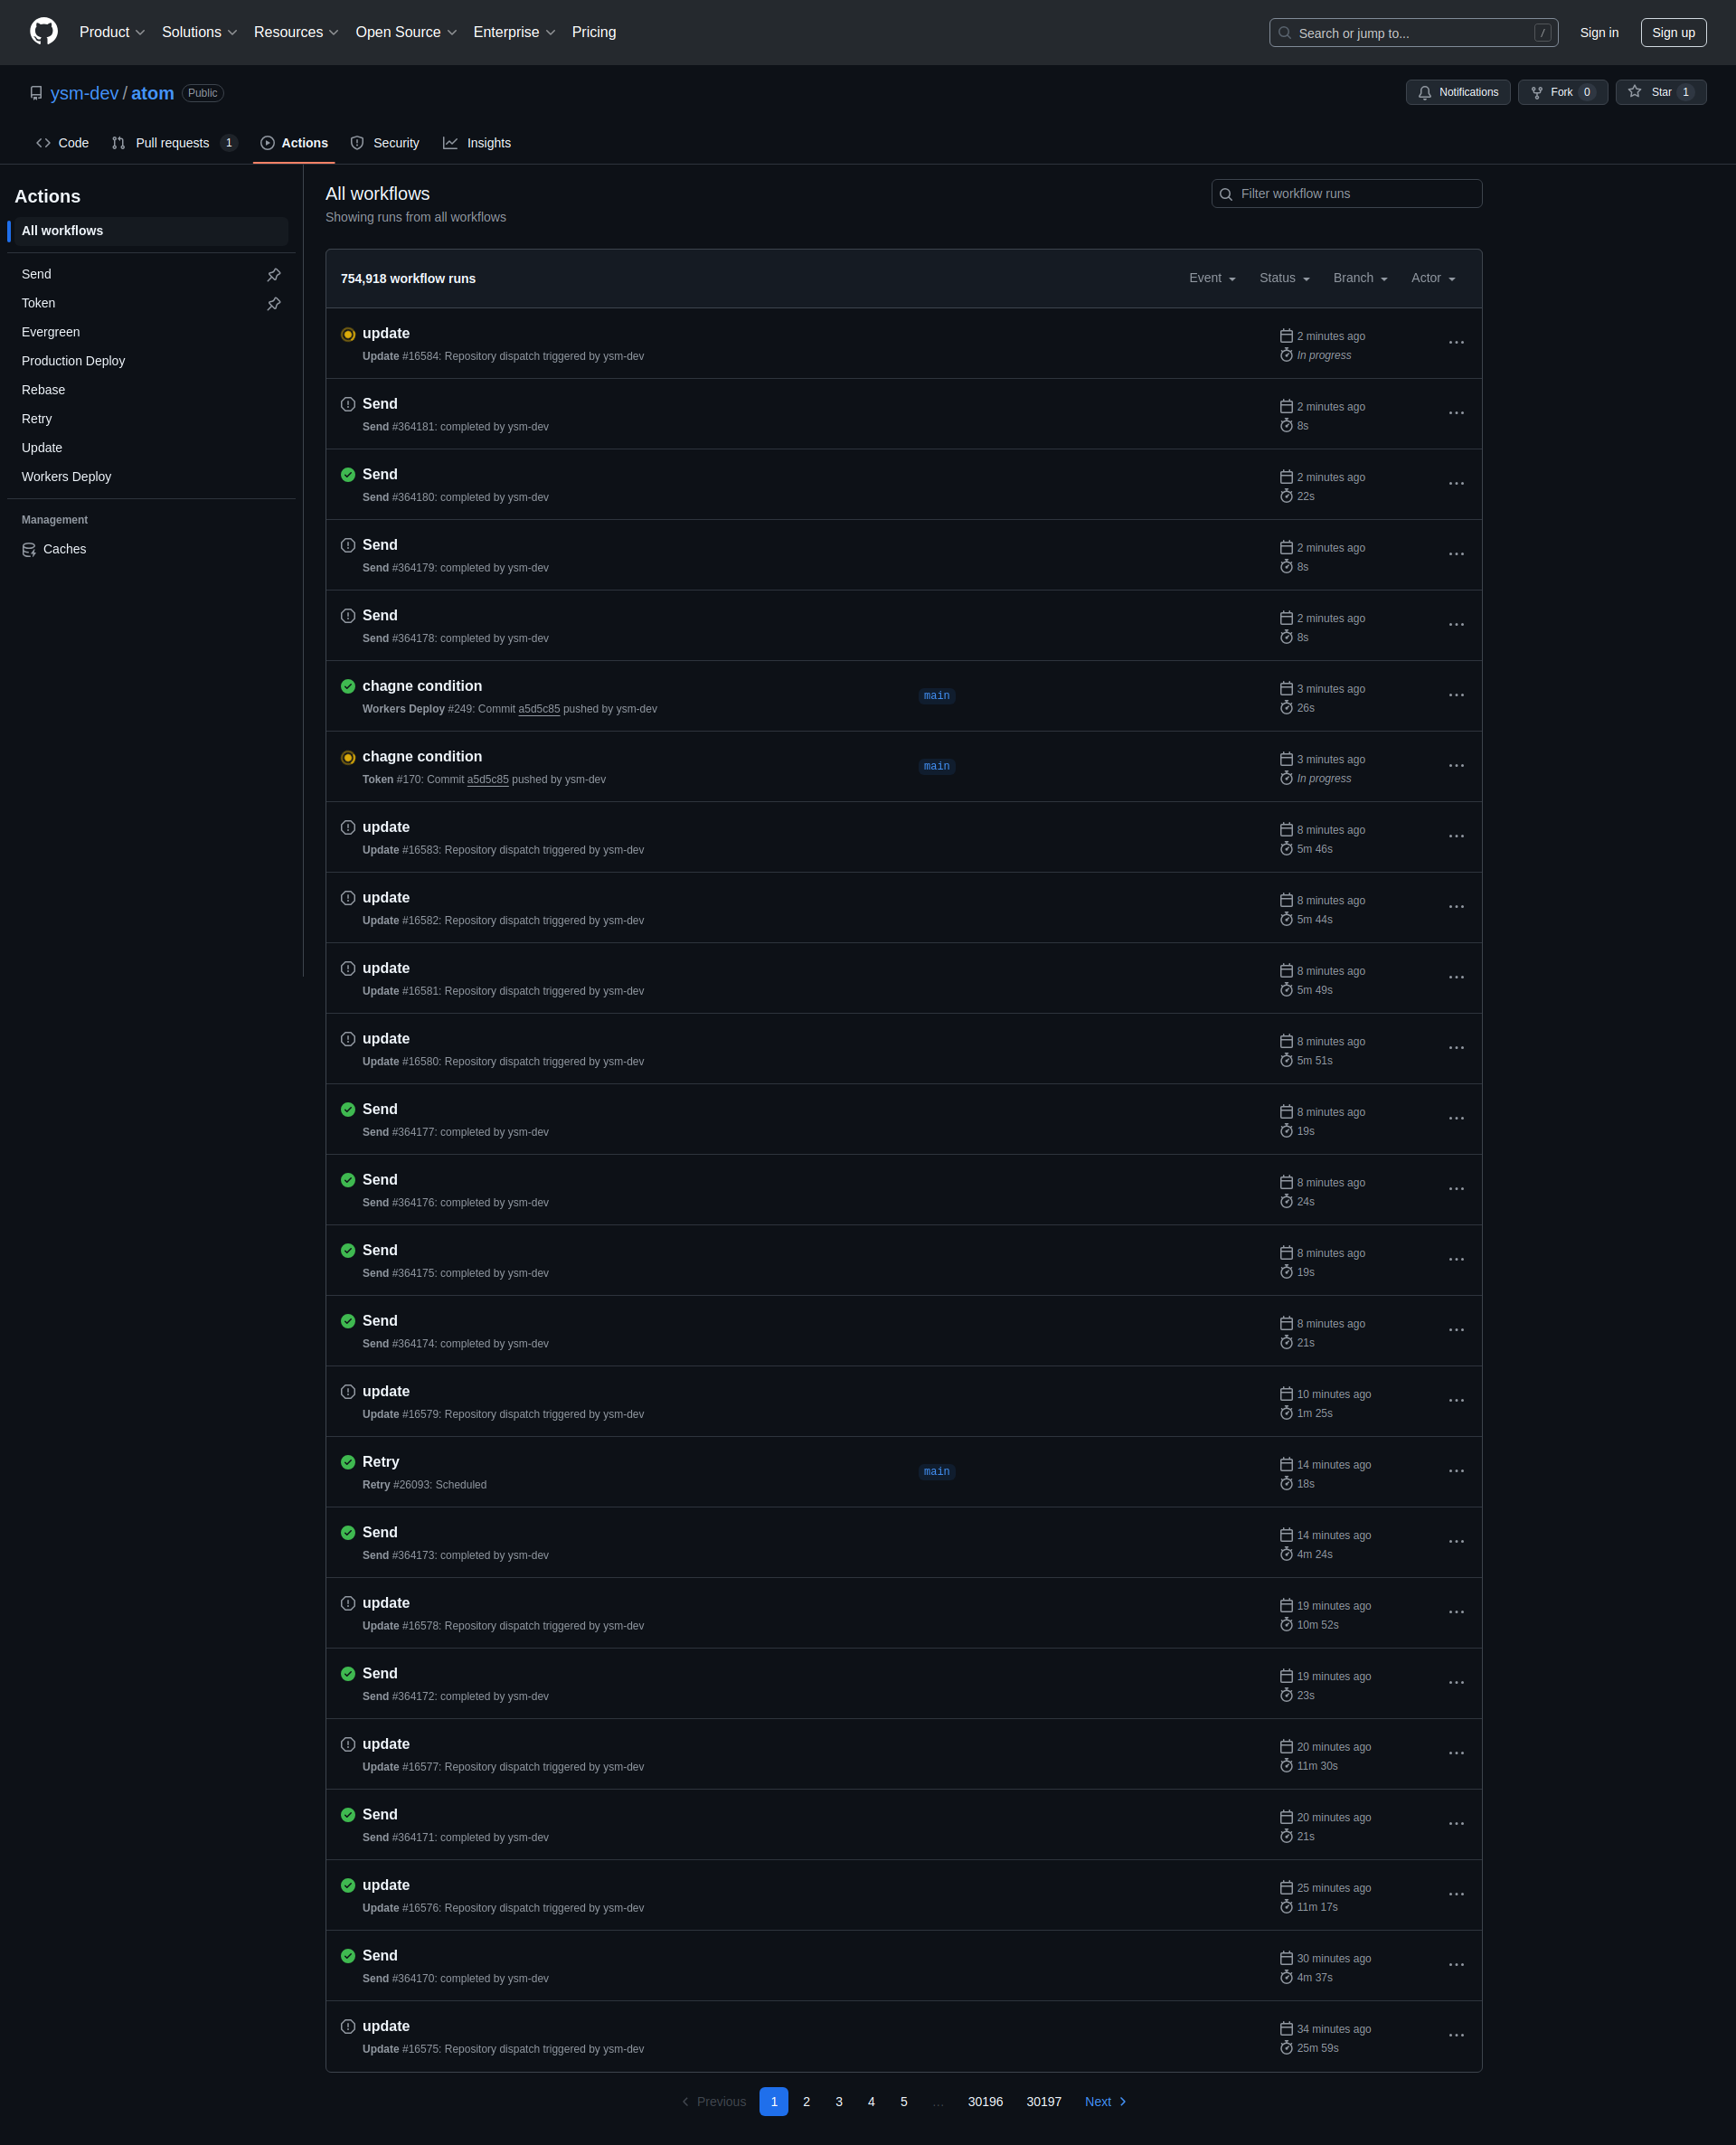 Product Solutions Resources Open Source Enterprise Pricing Search or jump to... / Sign in Sign up
ysm-dev / atom Public Notifications Fork 0 Star 1
Code Pull requests 1 Actions Security Insights
Actions
All workflows
Send
Token
Evergreen
Production Deploy
Rebase
Retry
Update
Workers Deploy
Management
Caches
All workflows
Showing runs from all workflows
Filter workflow runs
754,918 workflow runs Event Status Branch Actor
update
Update #16584: Repository dispatch triggered by ysm-dev
2 minutes ago
In progress
Send
Send #364181: completed by ysm-dev
2 minutes ago
8s
Send
Send #364180: completed by ysm-dev
2 minutes ago
22s
Send
Send #364179: completed by ysm-dev
2 minutes ago
8s
Send
Send #364178: completed by ysm-dev
2 minutes ago
8s
chagne condition
Workers Deploy #249: Commit a5d5c85 pushed by ysm-dev
main
3 minutes ago
26s
chagne condition
Token #170: Commit a5d5c85 pushed by ysm-dev
main
3 minutes ago
In progress
update
Update #16583: Repository dispatch triggered by ysm-dev
8 minutes ago
5m 46s
update
Update #16582: Repository dispatch triggered by ysm-dev
8 minutes ago
5m 44s
update
Update #16581: Repository dispatch triggered by ysm-dev
8 minutes ago
5m 49s
update
Update #16580: Repository dispatch triggered by ysm-dev
8 minutes ago
5m 51s
Send
Send #364177: completed by ysm-dev
8 minutes ago
19s
Send
Send #364176: completed by ysm-dev
8 minutes ago
24s
Send
Send #364175: completed by ysm-dev
8 minutes ago
19s
Send
Send #364174: completed by ysm-dev
8 minutes ago
21s
update
Update #16579: Repository dispatch triggered by ysm-dev
10 minutes ago
1m 25s
Retry
Retry #26093: Scheduled
main
14 minutes ago
18s
Send
Send #364173: completed by ysm-dev
14 minutes ago
4m 24s
update
Update #16578: Repository dispatch triggered by ysm-dev
19 minutes ago
10m 52s
Send
Send #364172: completed by ysm-dev
19 minutes ago
23s
update
Update #16577: Repository dispatch triggered by ysm-dev
20 minutes ago
11m 30s
Send
Send #364171: completed by ysm-dev
20 minutes ago
21s
update
Update #16576: Repository dispatch triggered by ysm-dev
25 minutes ago
11m 17s
Send
Send #364170: completed by ysm-dev
30 minutes ago
4m 37s
update
Update #16575: Repository dispatch triggered by ysm-dev
34 minutes ago
25m 59s
Previous 1 2 3 4 5 … 30196 30197 Next